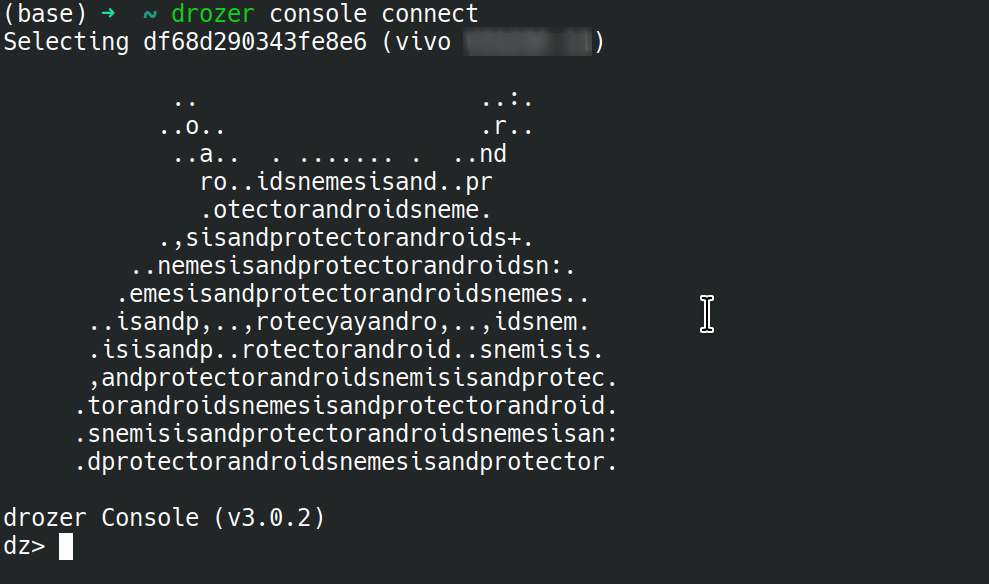 (base) ➜  ~ drozer console connect
Selecting df68d290343fe8e6 (vivo )
            ..                    ..:.
           ..o..                  .r..
            ..a..  . ....... .  ..nd
              ro..idsnemesisand..pr
              .otectorandroidsneme.
           .,sisandprotectorandroids+.
         ..nemesisandprotectorandroidsn:.
        .emesisandprotectorandroidsnemes..
      ..isandp,..,rotecyayandro,..,idsnem.
      .isisandp..rotectorandroid..snemisis.
      ,andprotectorandroidsnemisisandprotec.
     .torandroidsnemesisandprotectorandroid.
     .snemisisandprotectorandroidsnemesisan:
     .dprotectorandroidsnemesisandprotector.
drozer Console (v3.0.2)
dz>